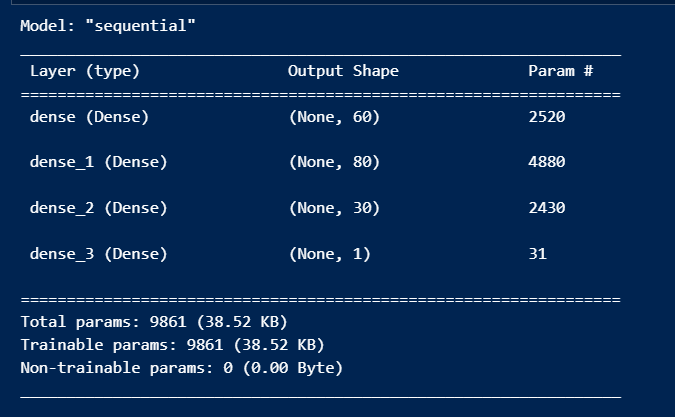 Model: "sequential"
Layer (type) Output Shape Param #
=================================================================
dense (Dense) (None, 60) 2520
dense_1 (Dense) (None, 80) 4880
dense_2 (Dense) (None, 30) 2430
dense_3 (Dense) (None, 1) 31
=================================================================
Total params: 9861 (38.52 KB)
Trainable params: 9861 (38.52 KB)
Non-trainable params: 0 (0.00 Byte)